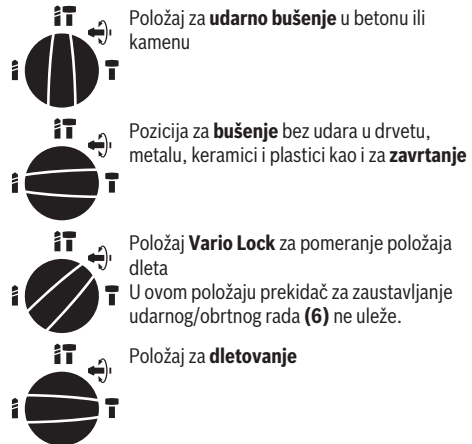 Položaj za udarno bušenje u betonu ili
kamenu
Pozicija za bušenje bez udara u drvetu,
metalu, keramici i plastici kao i za zavrtanje
Položaj Vario Lock za pomeranje položaja
dleta
U ovom položaju prekidač za zaustavljanje
udarnog/obrtnog rada (6) ne uleže.
Položaj za dletovanje